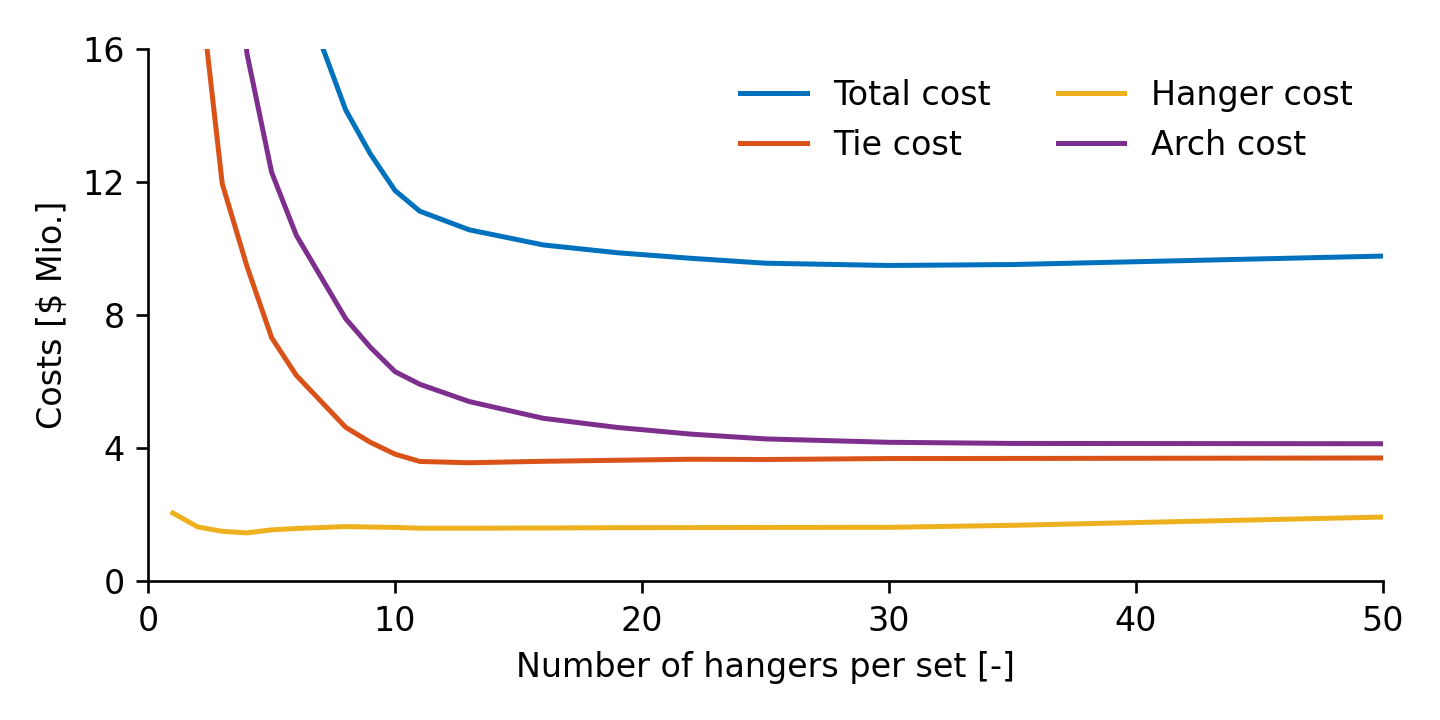 16
12
8
4
0
Costs [$ Mio.]
Total cost
Tie cost
Hanger cost
Arch cost
0 10 20 30 40 50
Number of hangers per set [-]